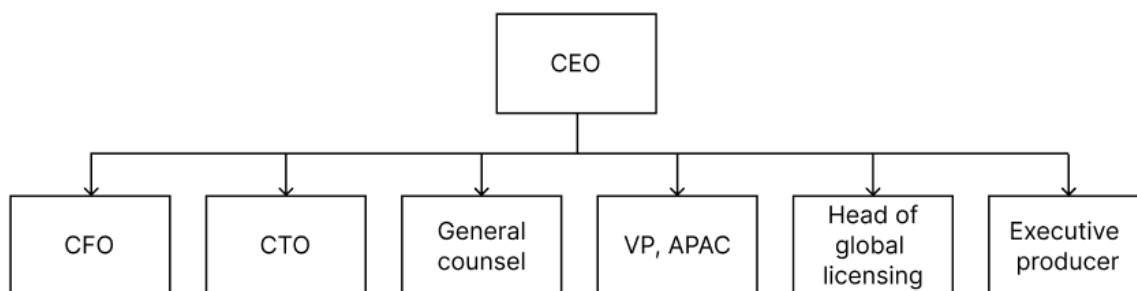 CEO
CFO
CTO
General
counsel
VP, APAC
Head of
global
licensing
Executive
producer